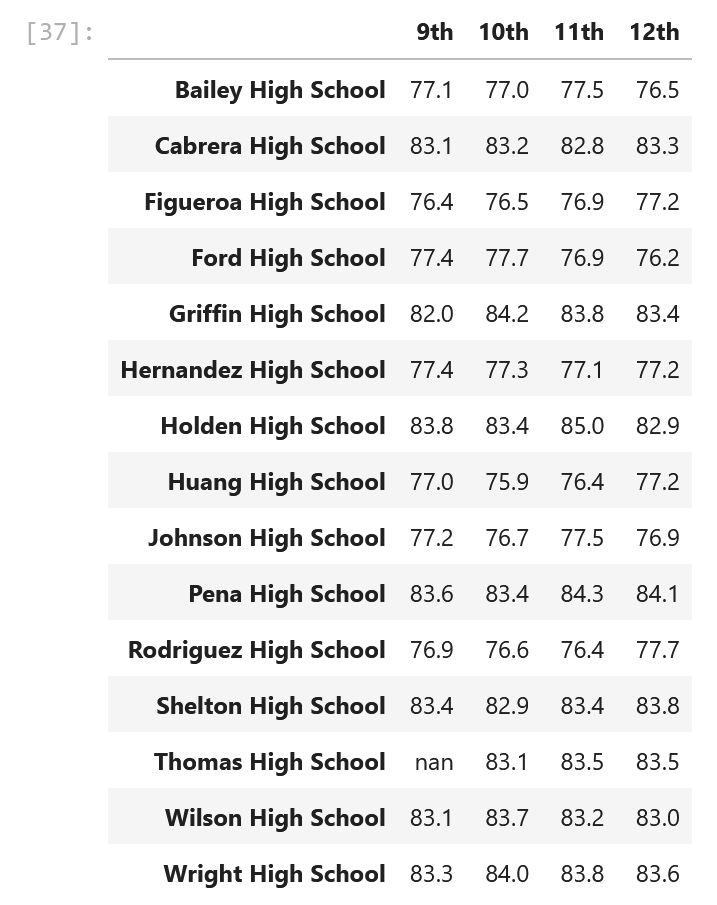 [37]: 9th 10th 11th 12th
Bailey High School 77.1 77.0 77.5 76.5
Cabrera High School 83.1 83.2 82.8 83.3
Figueroa High School 76.4 76.5 76.9 77.2
Ford High School 77.4 77.7 76.9 76.2
Griffin High School 82.0 84.2 83.8 83.4
Hernandez High School 77.4 77.3 77.1 77.2
Holden High School 83.8 83.4 85.0 82.9
Huang High School 77.0 75.9 76.4 77.2
Johnson High School 77.2 76.7 77.5 76.9
Pena High School 83.6 83.4 84.3 84.1
Rodriguez High School 76.9 76.6 76.4 77.7
Shelton High School 83.4 82.9 83.4 83.8
Thomas High School nan 83.1 83.5 83.5
Wilson High School 83.1 83.7 83.2 83.0
Wright High School 83.3 84.0 83.8 83.6